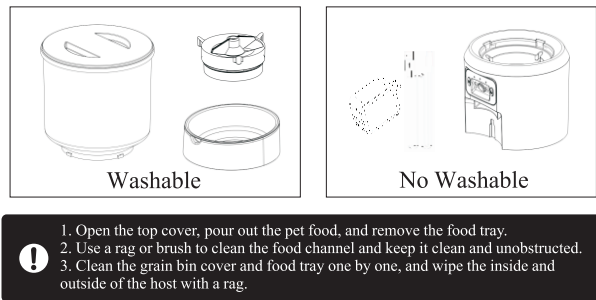 Washable
No Washable
1. Open the top cover, pour out the pet food, and remove the food tray.
2. Use a rag or brush to clean the food channel and keep it clean and unobstructed.
3. Clean the grain bin cover and food tray one by one, and wipe the inside and
outside of the host with a rag.